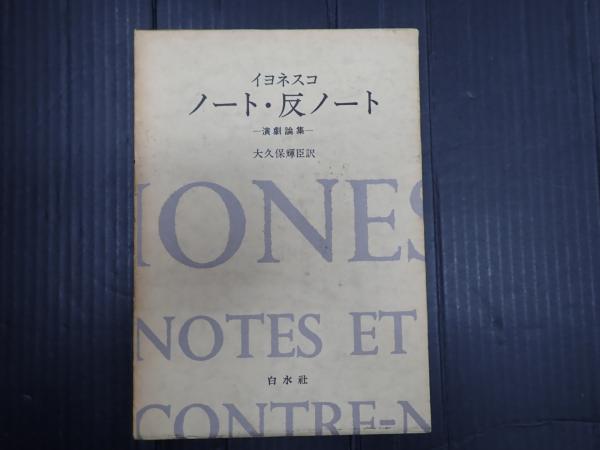 イヨネスコ
ノート・反ノート
―演劇論集―
大久保輝臣訳
IONES
NOTES ET
白水社
CONTRE-N